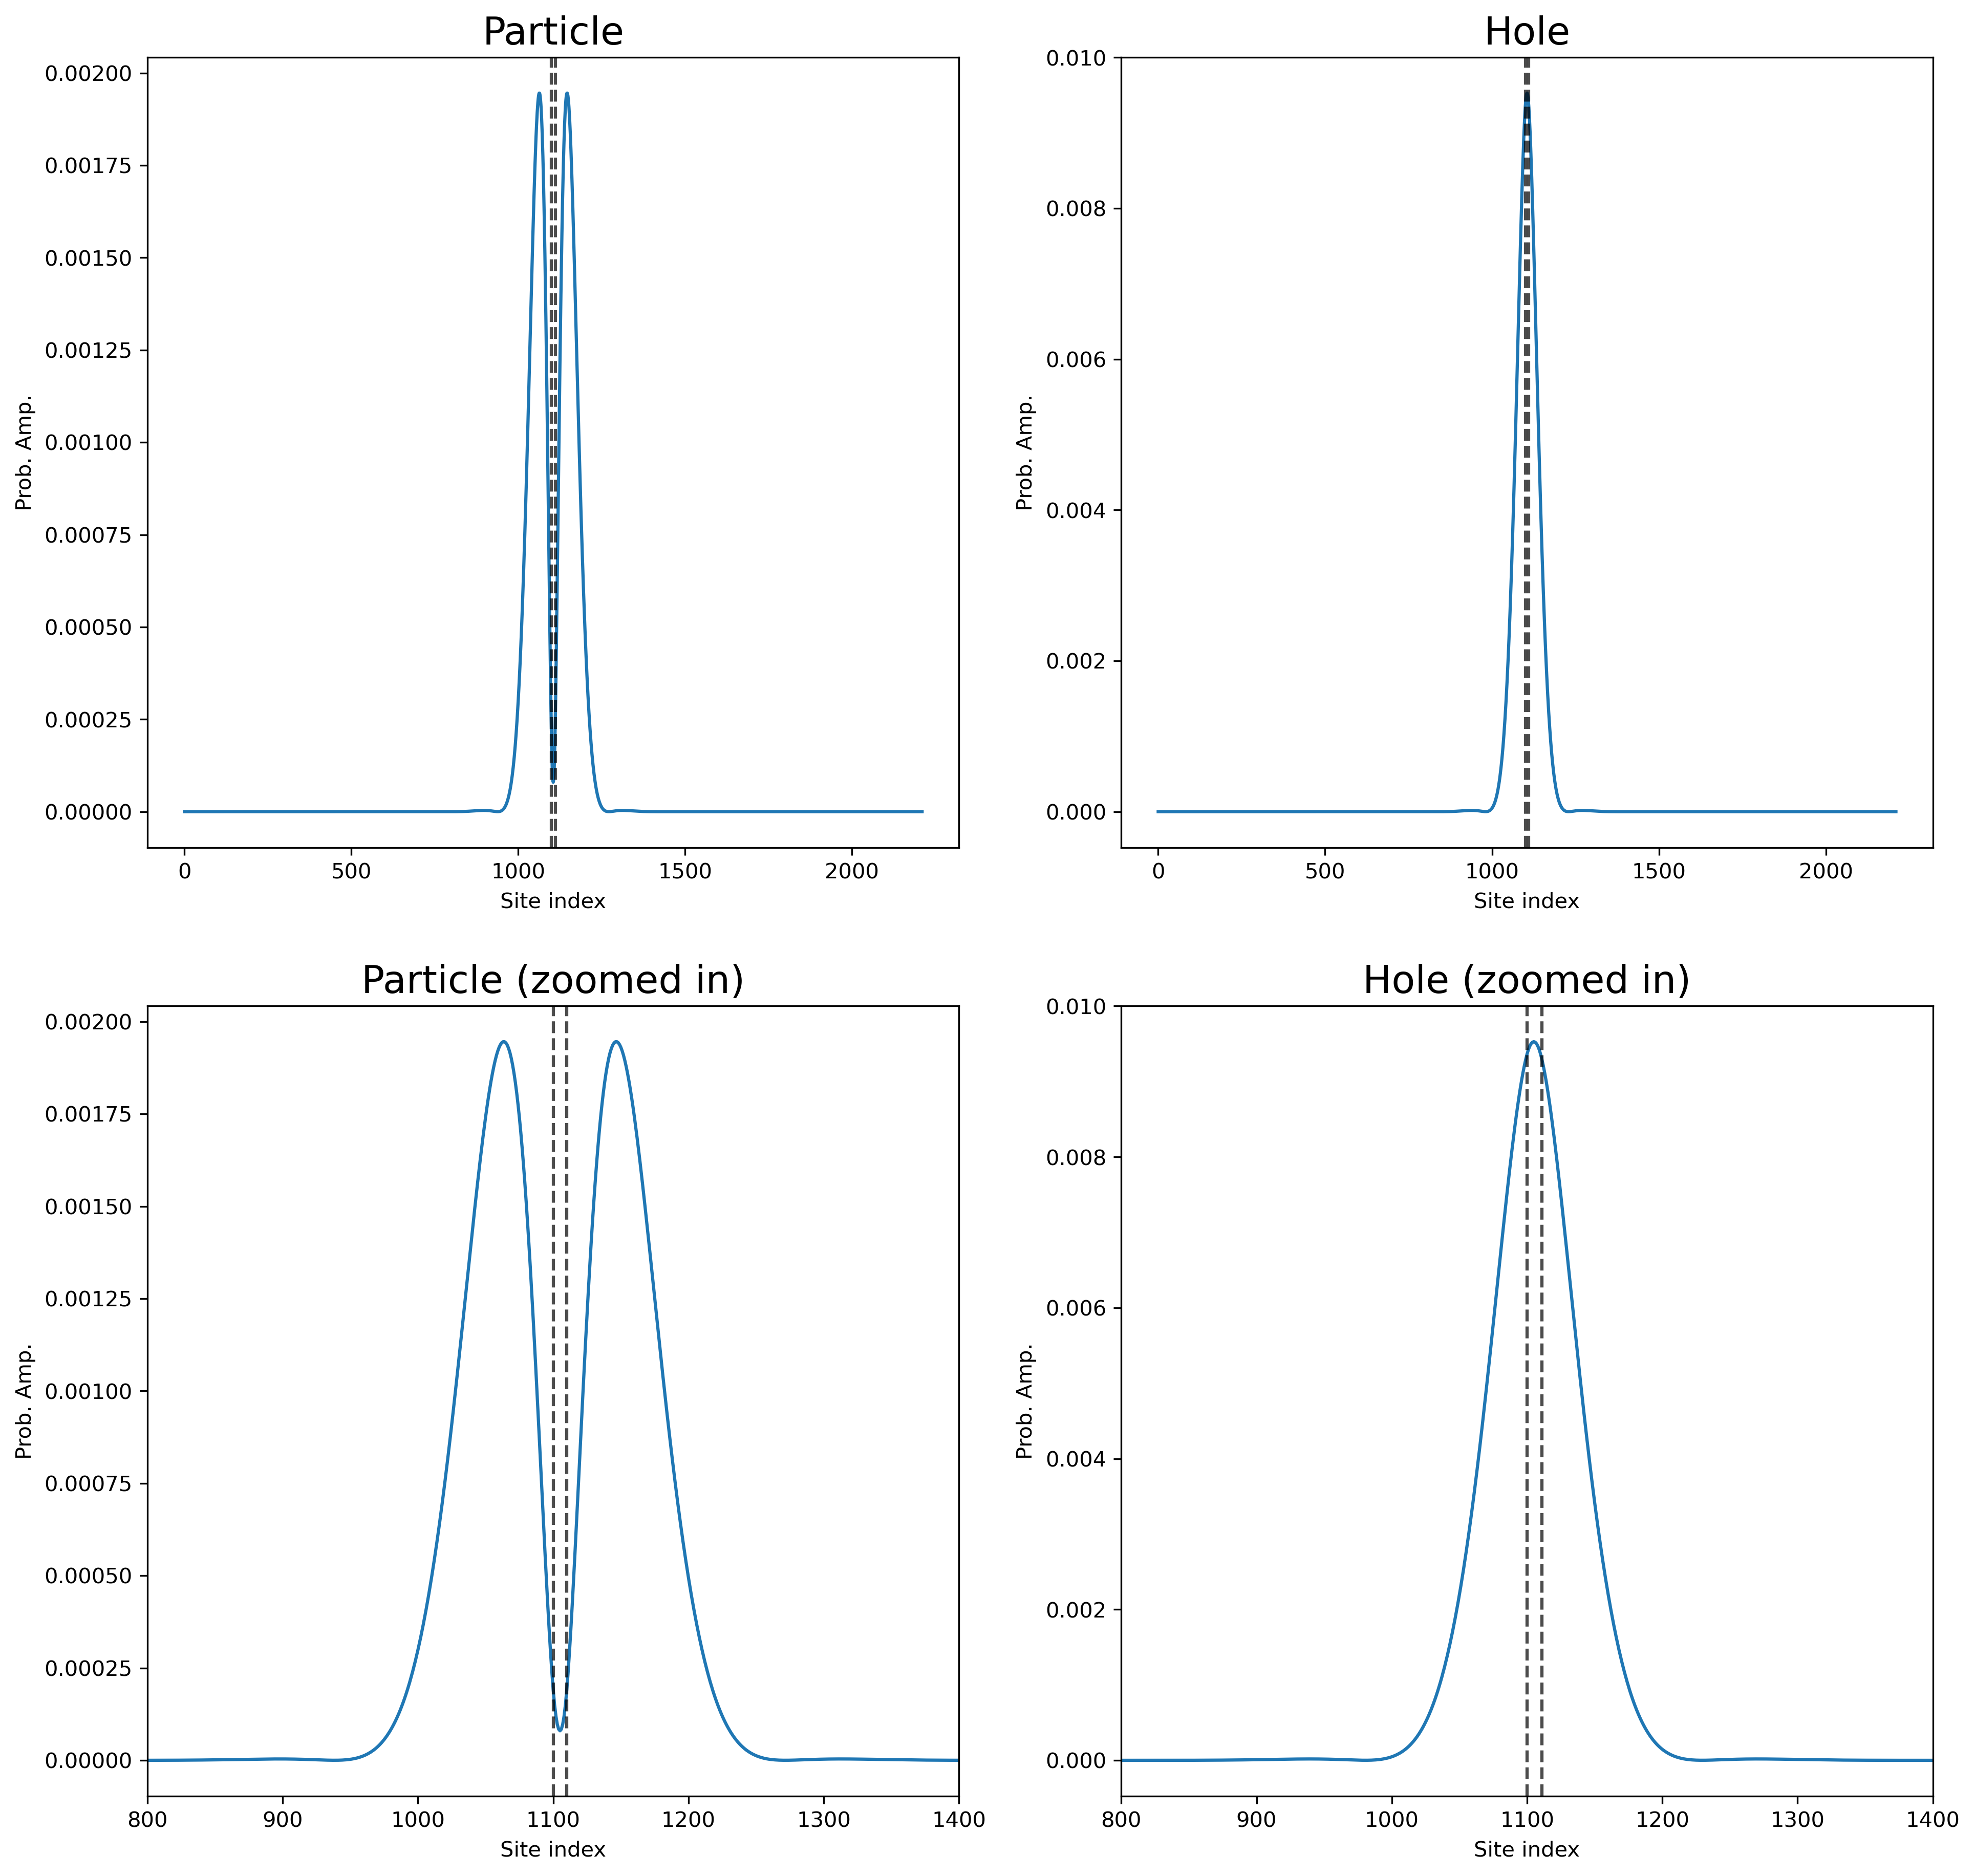 Particle
Prob. Amp.
0.00200
0.00175
0.00150
0.00125
0.00100
0.00075
0.00050
0.00025
0.00000
0 500 1000 1500 2000
Site index
Hole
Prob. Amp.
0.010
0.008
0.006
0.004
0.002
0.000
0 500 1000 1500 2000
Site index
Particle (zoomed in)
Prob. Amp.
0.00200
0.00175
0.00150
0.00125
0.00100
0.00075
0.00050
0.00025
0.00000
800 900 1000 1100 1200 1300 1400
Site index
Hole (zoomed in)
Prob. Amp.
0.010
0.008
0.006
0.004
0.002
0.000
800 900 1000 1100 1200 1300 1400
Site index